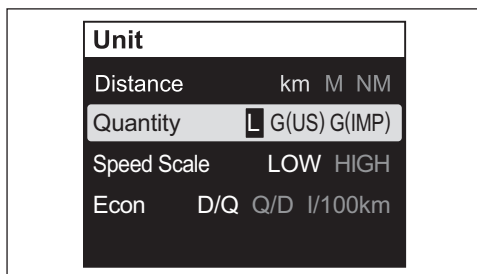 Unit
Distance km M NM
Quantity L G(US) G(IMP)
Speed Scale LOW HIGH
Econ D/Q Q/D l/100km